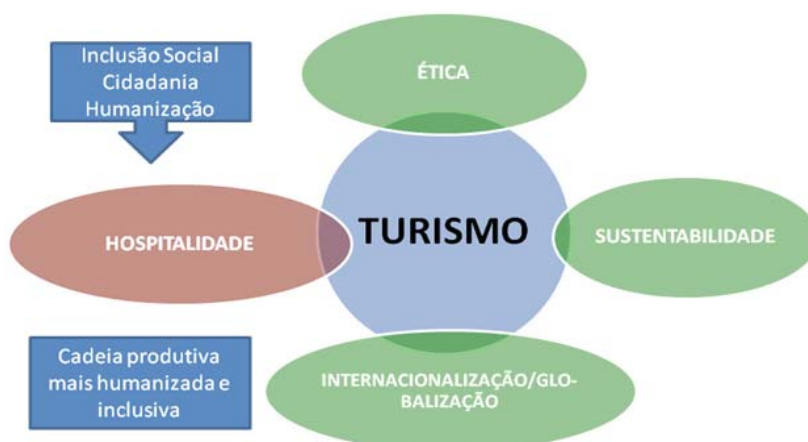 Inclusão Social
Cidadania
Humanização
ÉTICA
HOSPITALIDADE
TURISMO
SUSTENTABILIDADE
Cadeia produtiva
mais humanizada e
inclusiva
INTERNACIONALIZAÇÃO/GLO-
BALIZAÇÃO